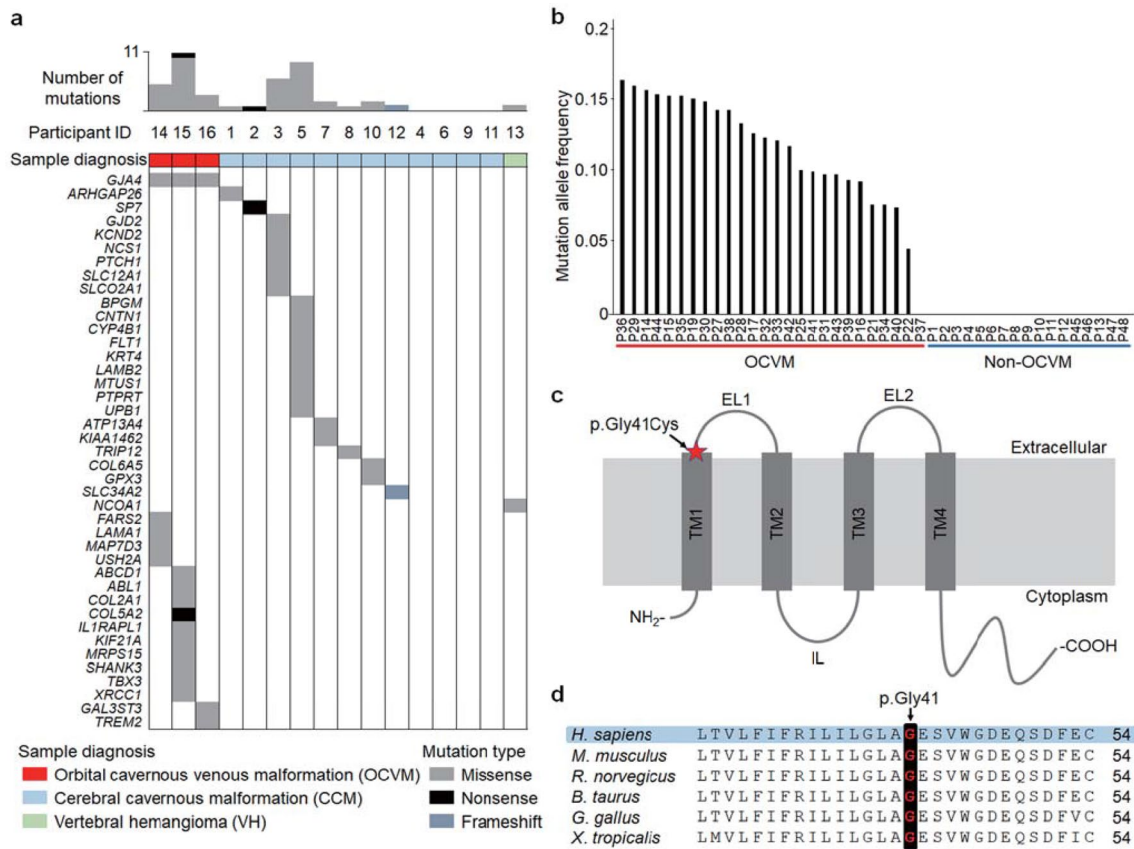 a
11
Number of
mutations
Participant ID 14 15 16 1 2 3 5 7 8 10 12 4 6 9 11 13
Sample diagnosis
GJA4
ARHGAP26
SP7
GJD2
KCND2
NCS1
PTCH1
SLC12A1
SLCO2A1
BPGM
CNTN1
CYP4B1
FLT1
KRT4
LAMB2
MTUS1
PTPRT
UPB1
ATP13A4
KIAA1462
TRIP12
COL6A5
GPX3
SLC34A2
NCOA1
FARS2
LAMA1
MAP7D3
USH2A
ABCD1
ABL1
COL2A1
COL5A2
IL1RAPL1
KIF21A
MRPS15
SHANK3
TBX3
XRCC1
GAL3ST3
TREM2
Sample diagnosis
Orbital cavernous venous malformation (OCVM)
Cerebral cavernous malformation (CCM)
Vertebral hemangioma (VH)
Mutation type
Missense
Nonsense
Frameshift
b
Mutation allele frequency
0.2
0.15
0.10
0.05
0
P36 P29 P14 P44 P15 P35 P19 P30 P27 P38 P28 P17 P32 P33 P42 P25 P41 P31 P43 P39 P16 P21 P34 P40 P22 P37 P1 P2 P3 P4 P5 P6 P7 P8 P9 P10 P11 P12 P45 P46 P13 P47 P48
OCVM Non-OCVM
c
EL1 EL2
p.Gly41Cys
Extracellular
TM1 TM2 TM3 TM4
Cytoplasm
NH2-
IL
-COOH
d
p.Gly41
H. sapiens L T V L F I F R I L I L G L A G E S V W G D E Q S D F E C 54
M. musculus L T V L F I F R I L I L G L A G E S V W G D E Q S D F E C 54
R. norvegicus L T V L F I F R I L I L G L A G E S V W G D E Q S D F E C 54
B. taurus L T V L F I F R I L I L G L A G E S V W G D E Q S D F E C 54
G. gallus L T V L F I F R I L I L G L A G E S V W G D E Q S D F V C 54
X. tropicalis L M V L F I F R I L I L G L A G E S V W G D E Q S D F I C 54